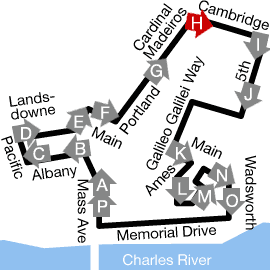 Cambridge
Cardinal
Medeiros
H
I
5th
J
G
Portland
Galileo Galilei Way
Lands-
downe
E
F
Main
D
C
B
Pacific
Albany
K
Main
Ames
L
M
N
O
Wadsworth
A
P
Mass Ave
Memorial Drive
Charles River